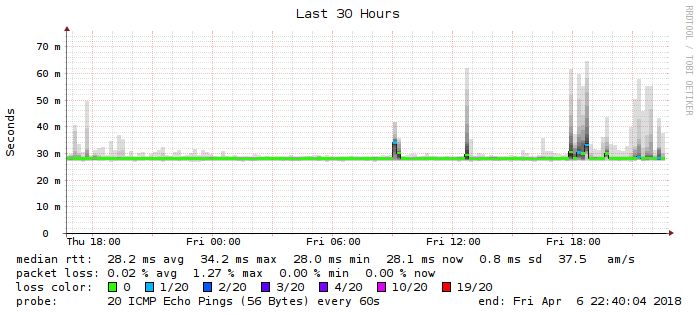 Last 30 Hours
RRDTOOL / TOBI OETIKER
Seconds
70 m
60 m
50 m
40 m
30 m
20 m
10 m
0
Thu 18:00 Fri 00:00 Fri 06:00 Fri 12:00 Fri 18:00
median rtt: 28.2 ms avg 34.2 ms max 28.0 ms min 28.1 ms now 0.8 ms sd 37.5 am/s
packet loss: 0.02 % avg 1.27 % max 0.00 % min 0.00 % now
loss color: 0 1/20 2/20 3/20 4/20 10/20 19/20
probe: 20 ICMP Echo Pings (56 Bytes) every 60s end: Fri Apr 6 22:40:04 2018